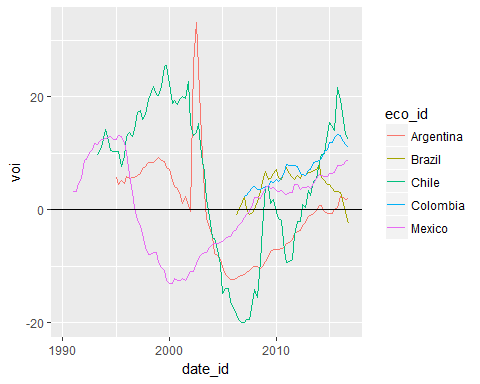 20
0
-20
voi
1990
2000
2010
date_id
eco_id
Argentina
Brazil
Chile
Colombia
Mexico